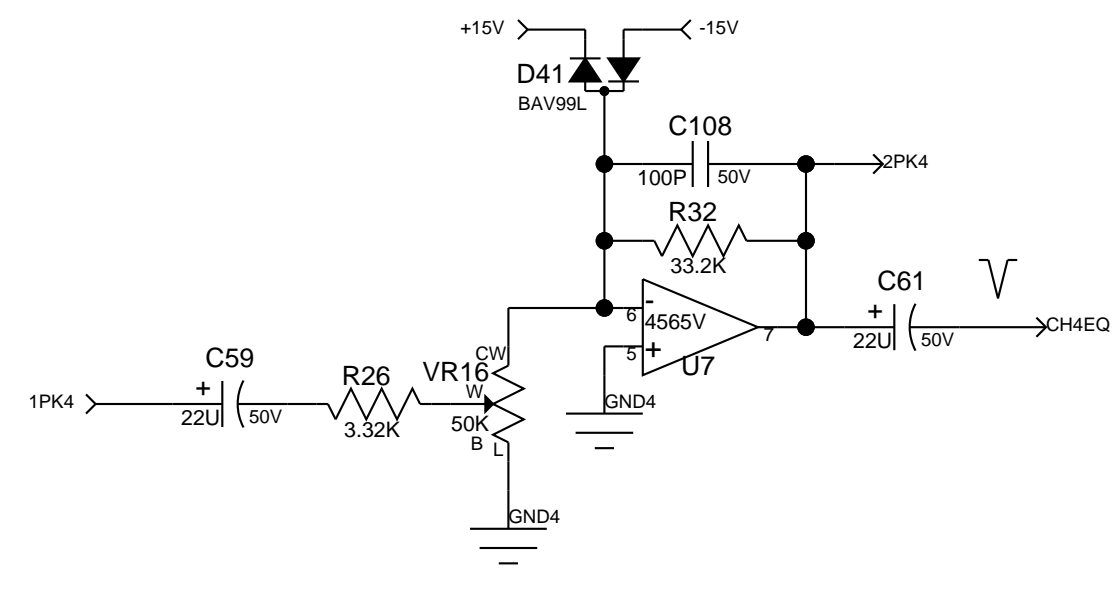 +15V
-15V
D41
BAV99L
C108
100P
50V
2PK4
R32
33.2K
C61
+
22U
50V
CH4EQ
-
6
4565V
7
5
+
U7
GND4
C59
+
22U
50V
1PK4
R26
3.32K
CW
VR16
W
50K
B
L
GND4